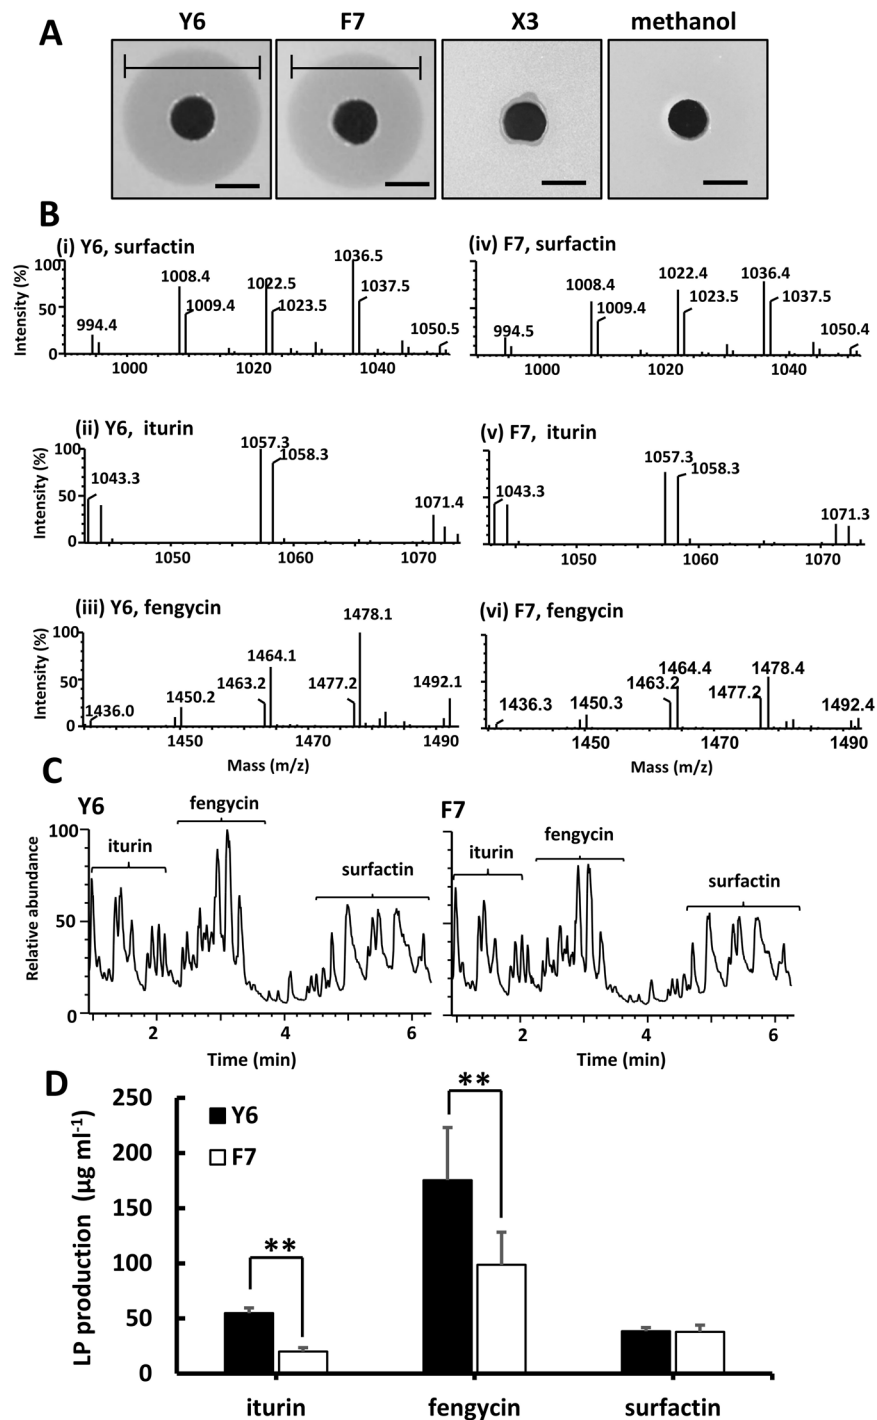 A
Y6 F7 X3 methanol
B
(i) Y6, surfactin
Intensity (%)
100
50
0
994.4
1008.4
1009.4
1022.5
1023.5
1036.5
1037.5
1050.5
1000 1020 1040
(iv) F7, surfactin
994.5
1008.4
1009.4
1022.4
1023.5
1036.4
1037.5
1050.4
1000 1020 1040
(ii) Y6, iturin
Intensity (%)
100
50
0
1043.3
1057.3
1058.3
1071.4
1050 1060 1070
(v) F7, iturin
1043.3
1057.3
1058.3
1071.3
1050 1060 1070
(iii) Y6, fengycin
Intensity (%)
100
50
0
1436.0
1450.2
1463.2
1464.1
1477.2
1478.1
1492.1
1450 1470 1490
Mass (m/z)
(vi) F7, fengycin
1436.3
1450.3
1463.2
1464.4
1477.2
1478.4
1492.4
1450 1470 1490
Mass (m/z)
C
Y6
Relative abundance
100
50
0
iturin
fengycin
surfactin
2 4 6
Time (min)
F7
iturin
fengycin
surfactin
2 4 6
Time (min)
D
LP production (µg ml-1)
250
200
150
100
50
0
Y6
F7
**
**
iturin fengycin surfactin